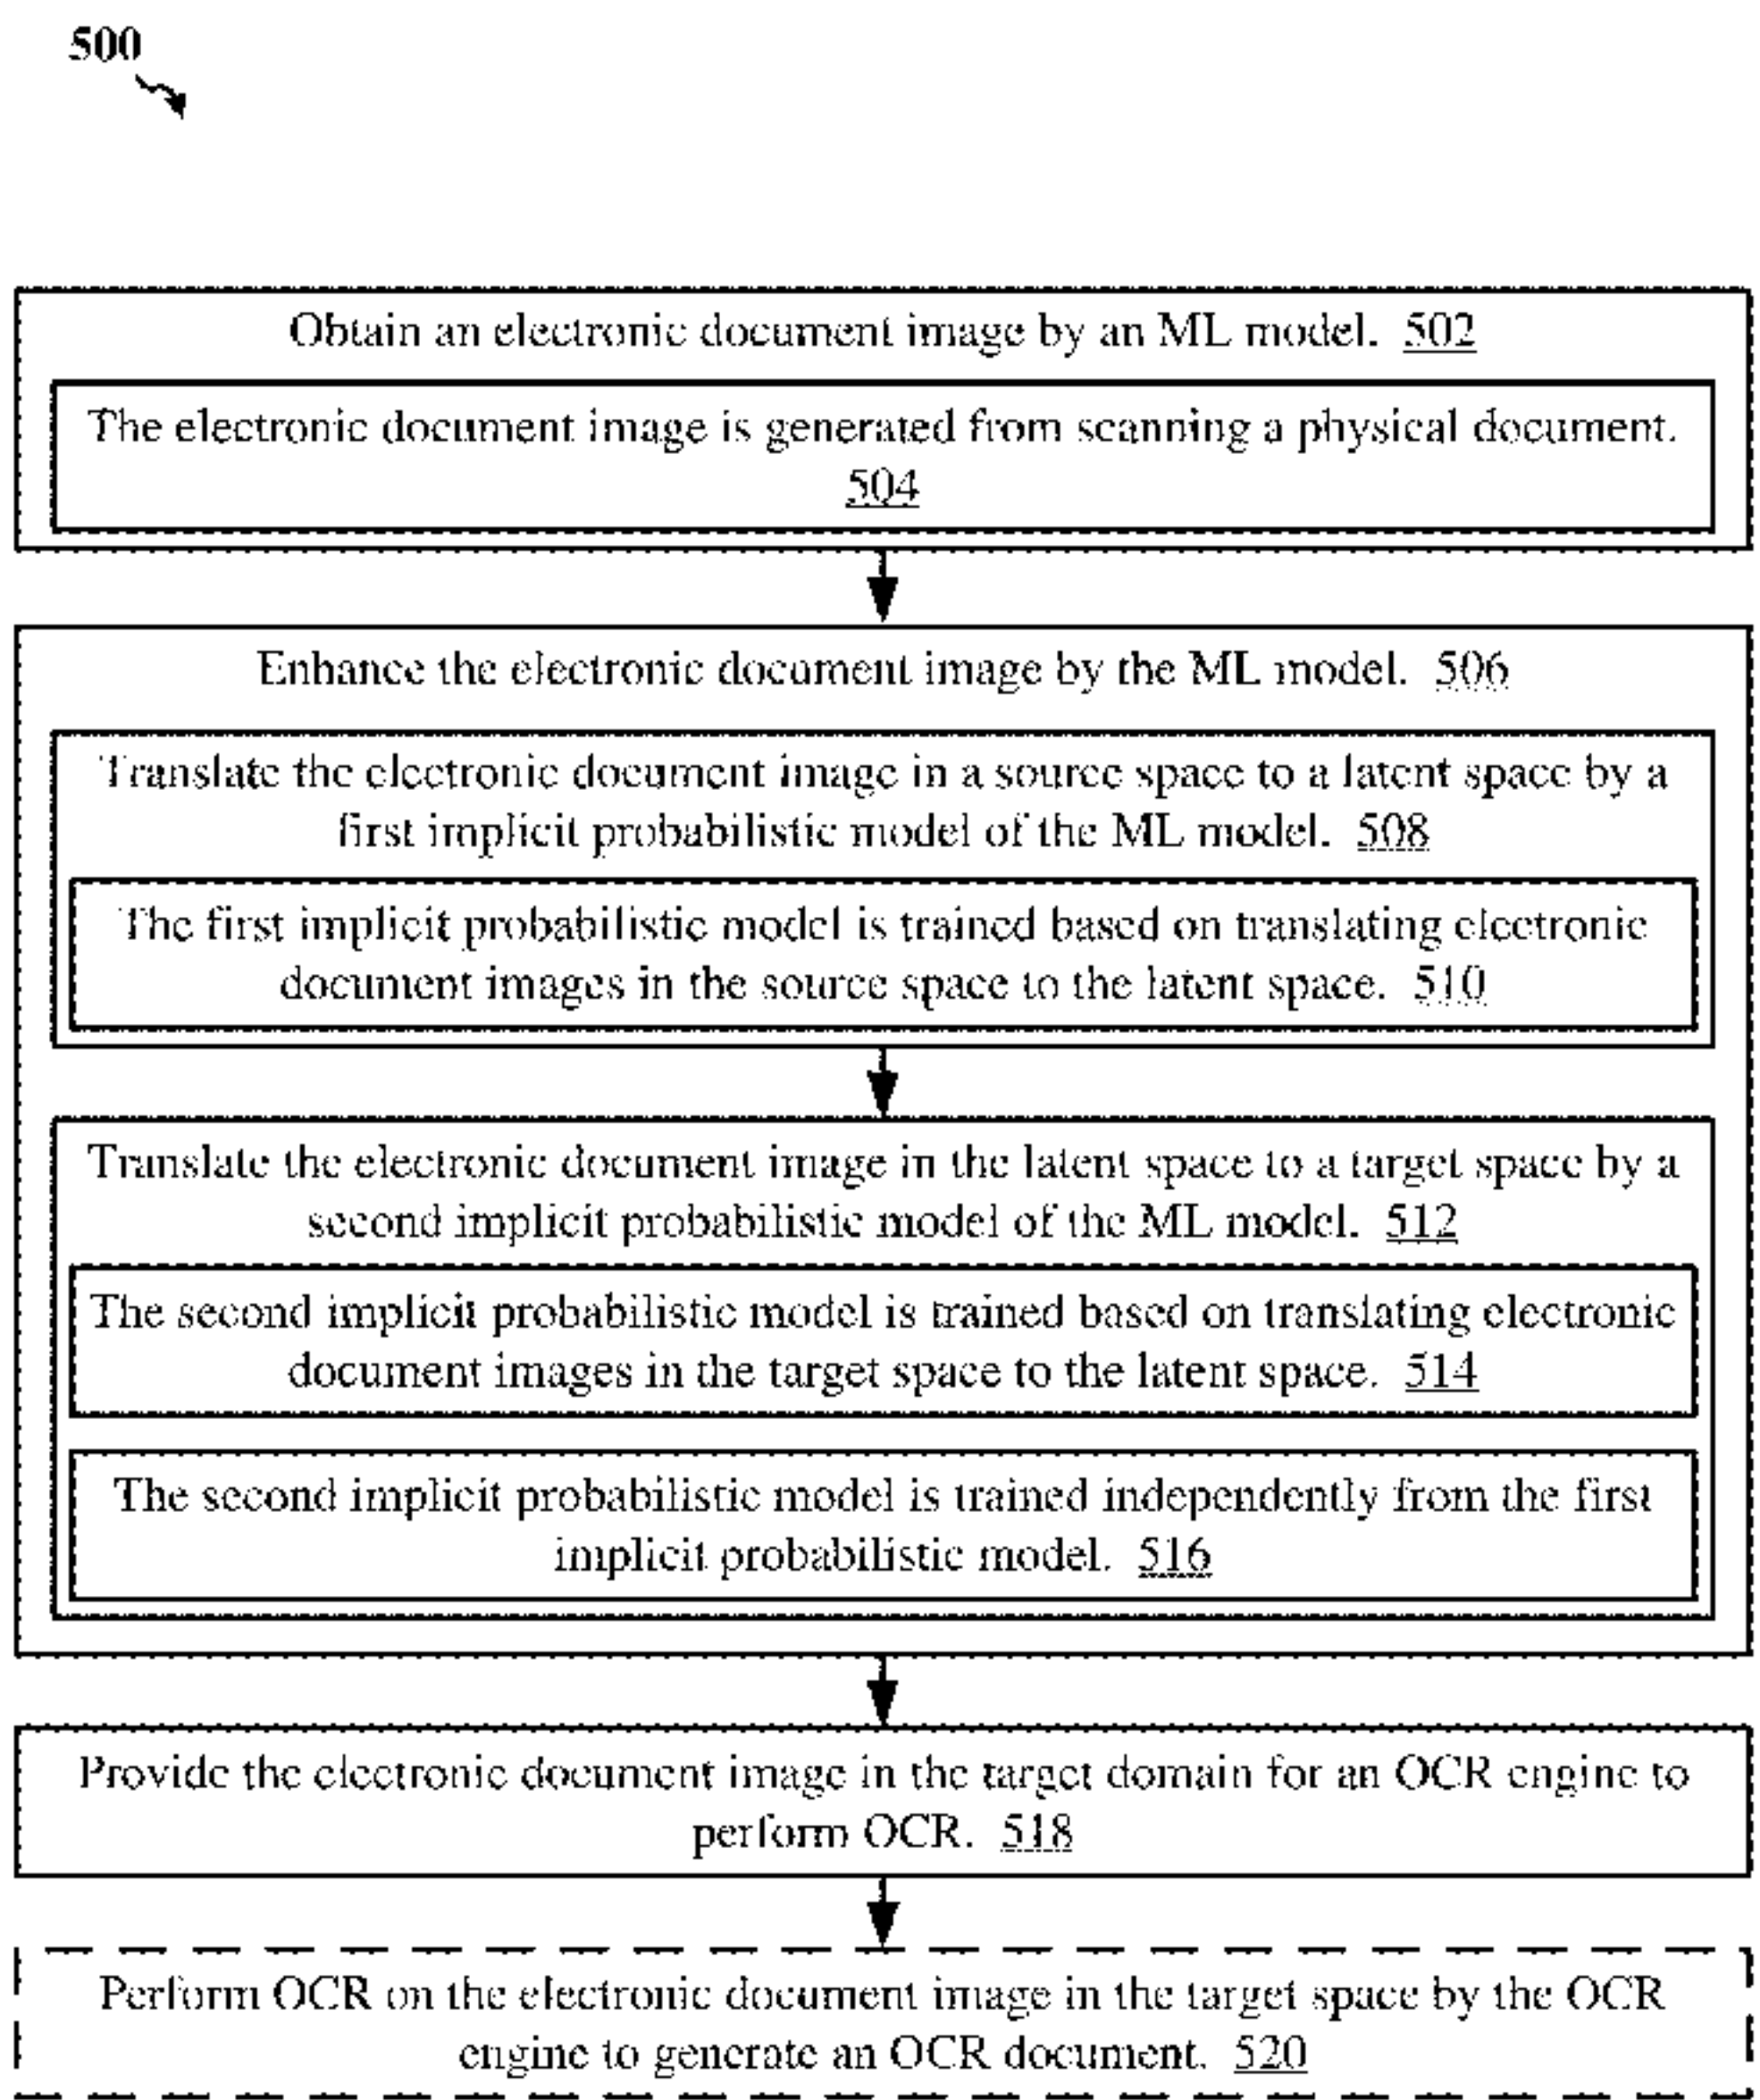 500
Obtain an electronic document image by an ML model. 502
The electronic document image is generated from scanning a physical document.
504
Enhance the electronic document image by the ML model. 506
Translate the electronic document image in a source space to a latent space by a
first implicit probabilistic model of the ML model. 508
The first implicit probabilistic model is trained based on translating electronic
document images in the source space to the latent space. 510
Translate the electronic document image in the latent space to a target space by a
second implicit probabilistic model of the ML model. 512
The second implicit probabilistic model is trained based on translating electronic
document images in the target space to the latent space. 514
The second implicit probabilistic model is trained independently from the first
implicit probabilistic model. 516
Provide the electronic document image in the target domain for an OCR engine to
perform OCR. 518
Perform OCR on the electronic document image in the target space by the OCR
engine to generate an OCR document. 520